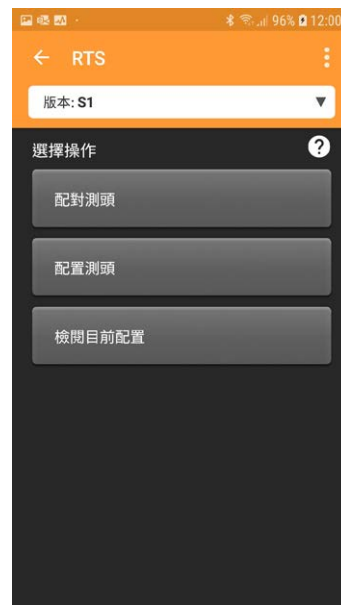 96% 12:00
RTS
版本: S1
選擇操作
?
配對測頭
配置測頭
檢閱目前配置